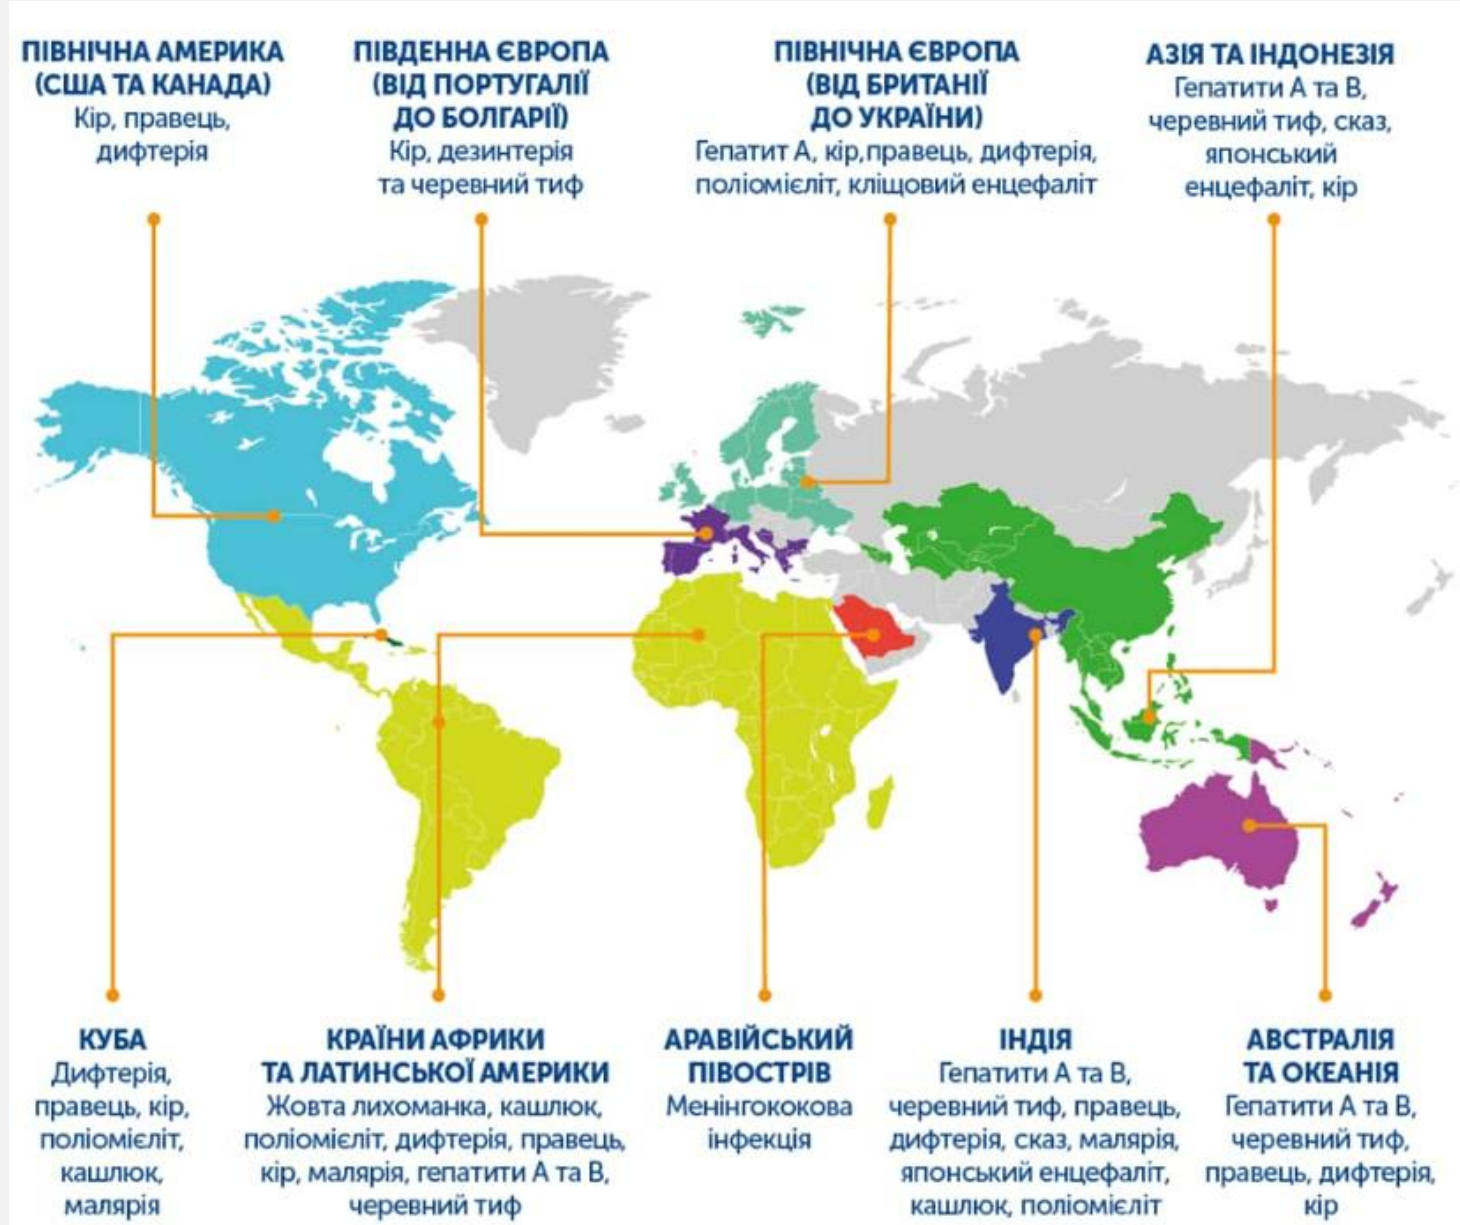 ПІВНІЧНА АМЕРИКА
(США ТА КАНАДА)
Кір, правець,
дифтерія
ПІВДЕННА ЄВРОПА
(ВІД ПОРТУГАЛІЇ
ДО БОЛГАРІЇ)
Кір, дезинтерія
та черевний тиф
ПІВНІЧНА ЄВРОПА
(ВІД БРИТАНІЇ
ДО УКРАЇНИ)
Гепатит А, кір,правець, дифтерія,
поліомієліт, кліщовий енцефаліт
АЗІЯ ТА ІНДОНЕЗІЯ
Гепатити А та В,
черевний тиф, сказ,
японський
енцефаліт, кір
КУБА
Дифтерія,
правець, кір,
поліомієліт,
кашлюк,
малярія
КРАЇНИ АФРИКИ
ТА ЛАТИНСЬКОЇ АМЕРИКИ
Жовта лихоманка, кашлюк,
поліомієліт, дифтерія, правець,
кір, малярія, гепатити А та В,
черевний тиф
АРАВІЙСЬКИЙ
ПІВОСТРІВ
Менінгококова
інфекція
ІНДІЯ
Гепатити А та В,
черевний тиф, правець,
дифтерія, сказ, малярія,
японський енцефаліт,
кашлюк, поліомієліт
АВСТРАЛІЯ
ТА ОКЕАНІЯ
Гепатити А та В,
черевний тиф,
правець, дифтерія,
кір